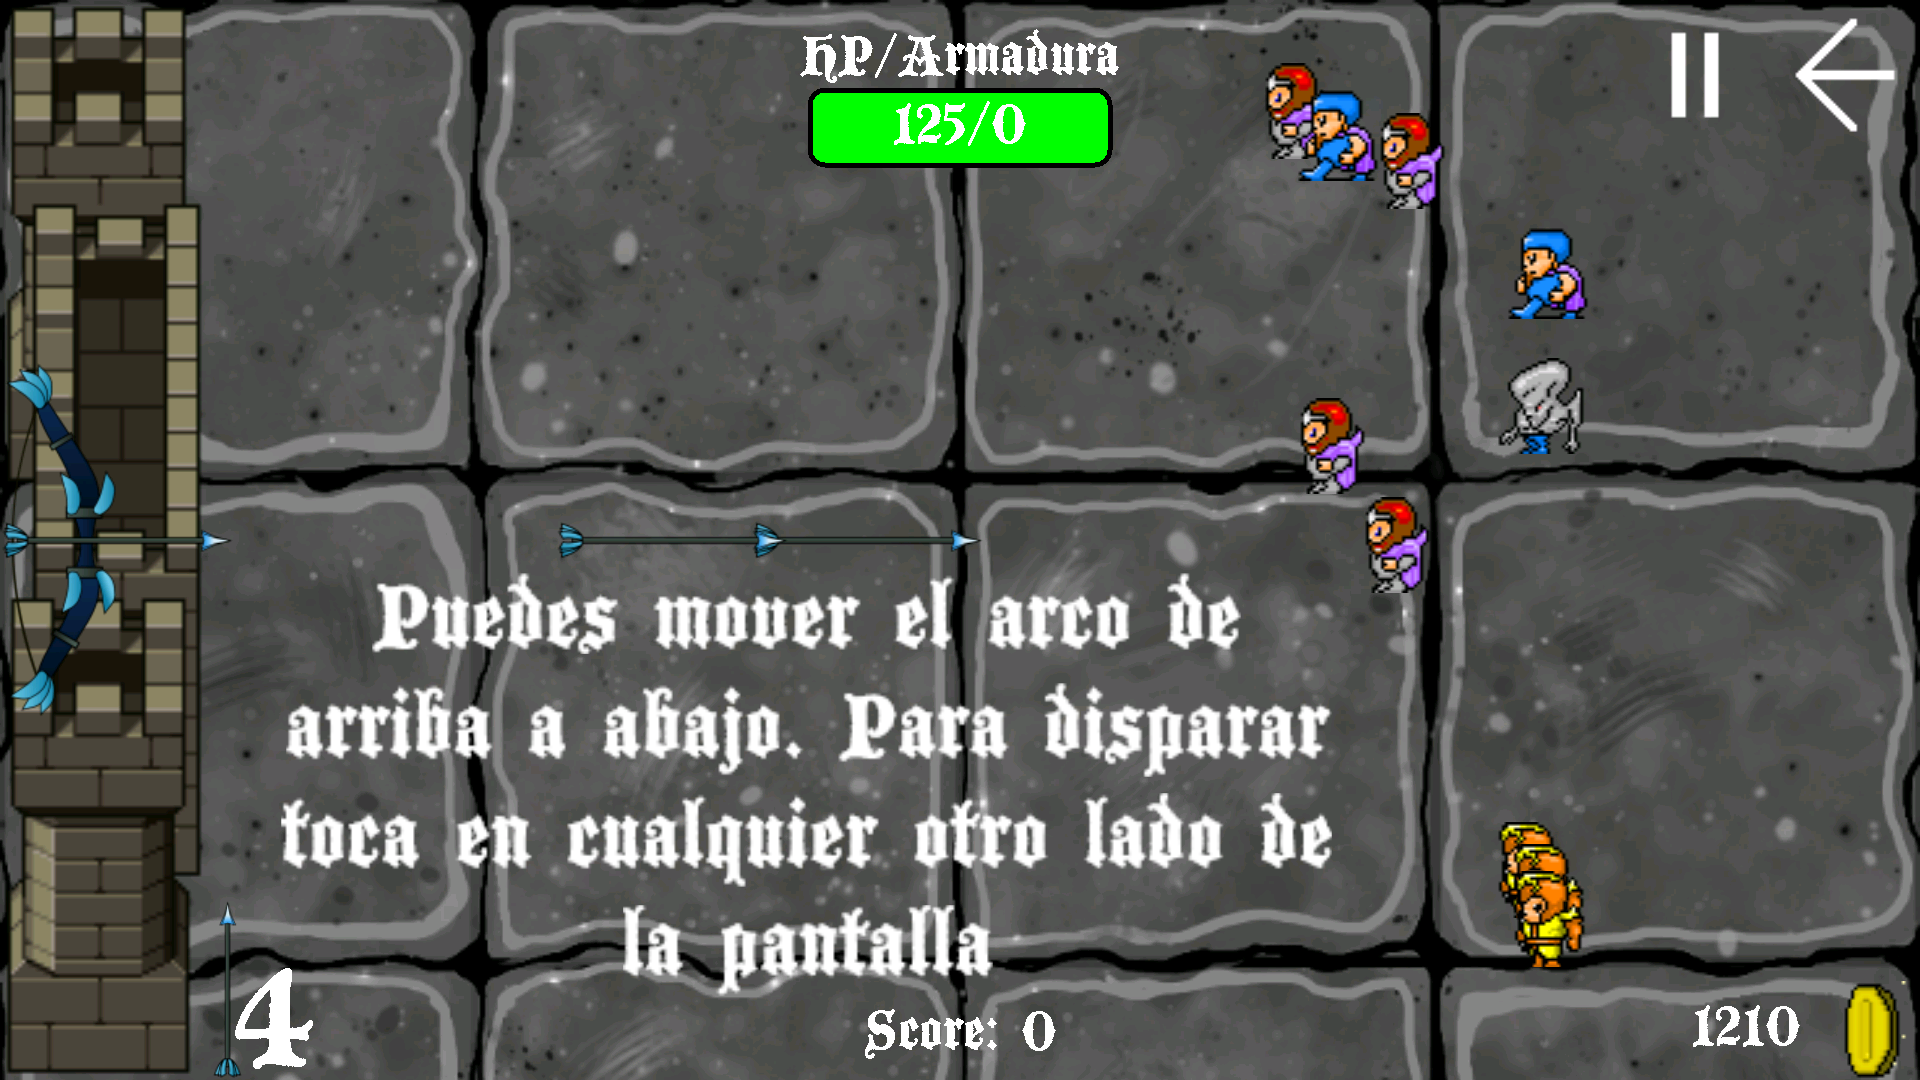 HP/Armadura
125/0
Puedes mover el arco de
arriba a abajo. Para disparar
toca en cualquier otro lado de
la pantalla
4
Score: 0
1210